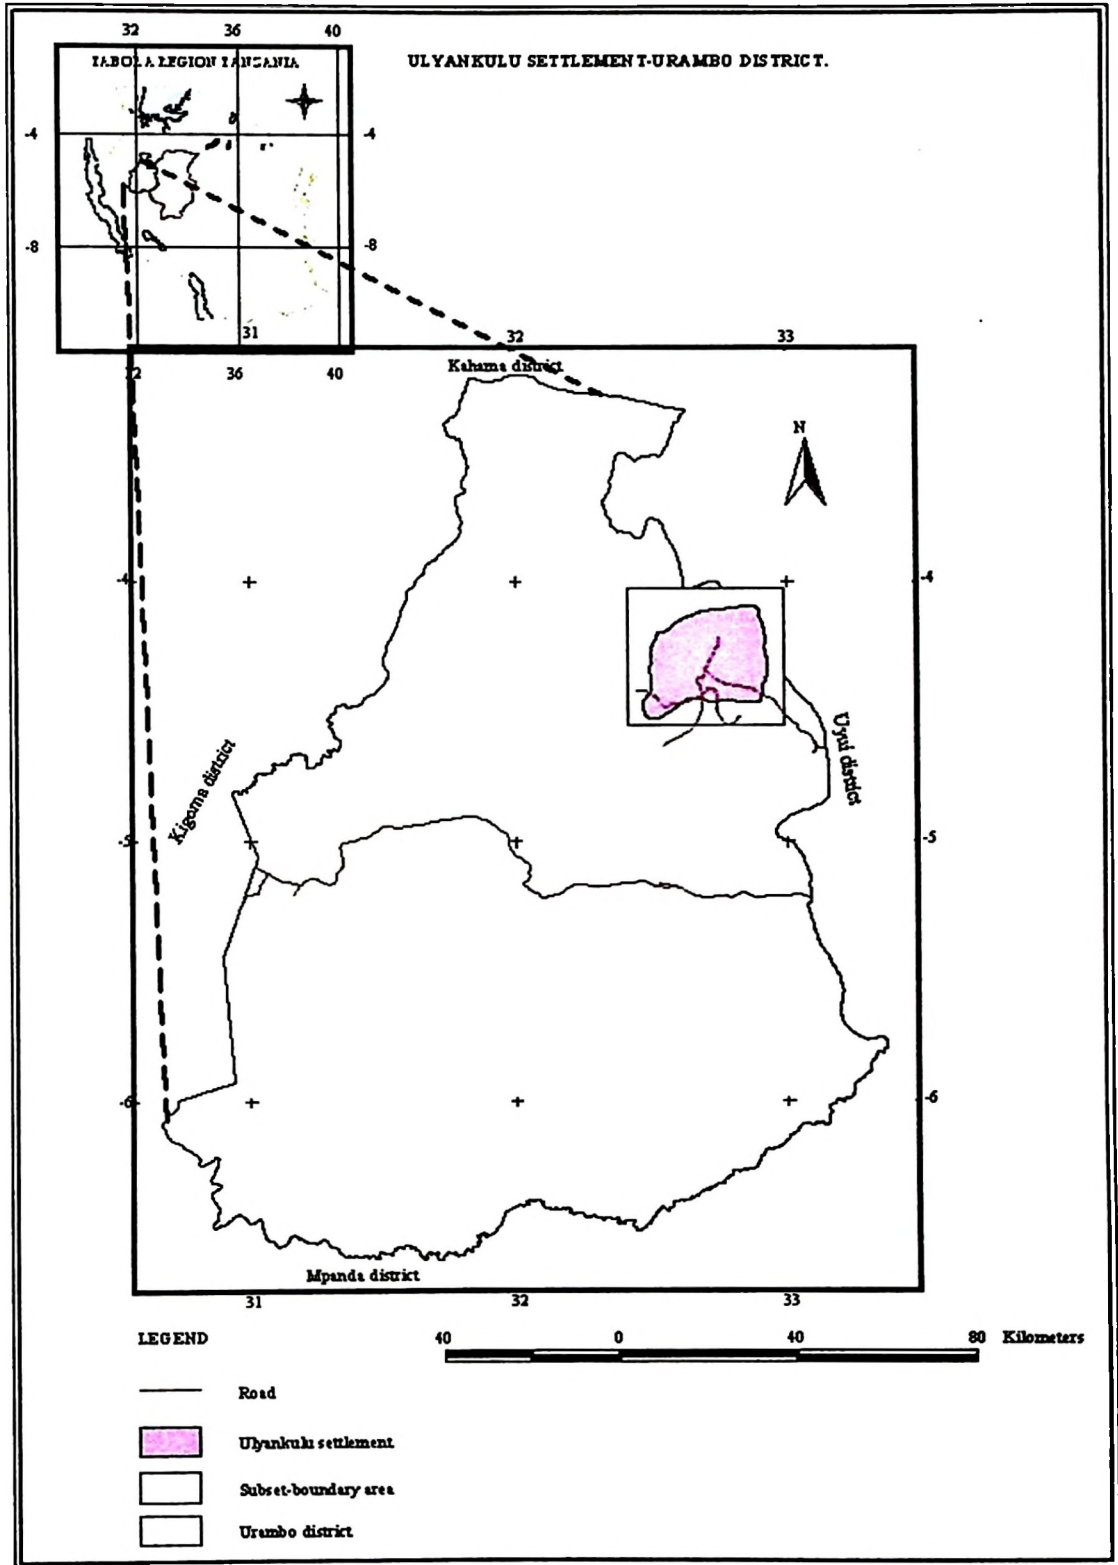 32 36 40
TABORA REGION TANZANIA
ULYANKULU SETTLEMENT-URAMBO DISTRICT.
-4 -4
-8 -8
31 32 33
32 36 40
Kahama district
N
-4 -4
Uyui district
Kigoma district
-5 -5
-6 -6
Mpanda district
31 32 33
LEGEND
40 0 40 80 Kilometers
Road
Ulyankulu settlement
Subset-boundary area
Urambo district